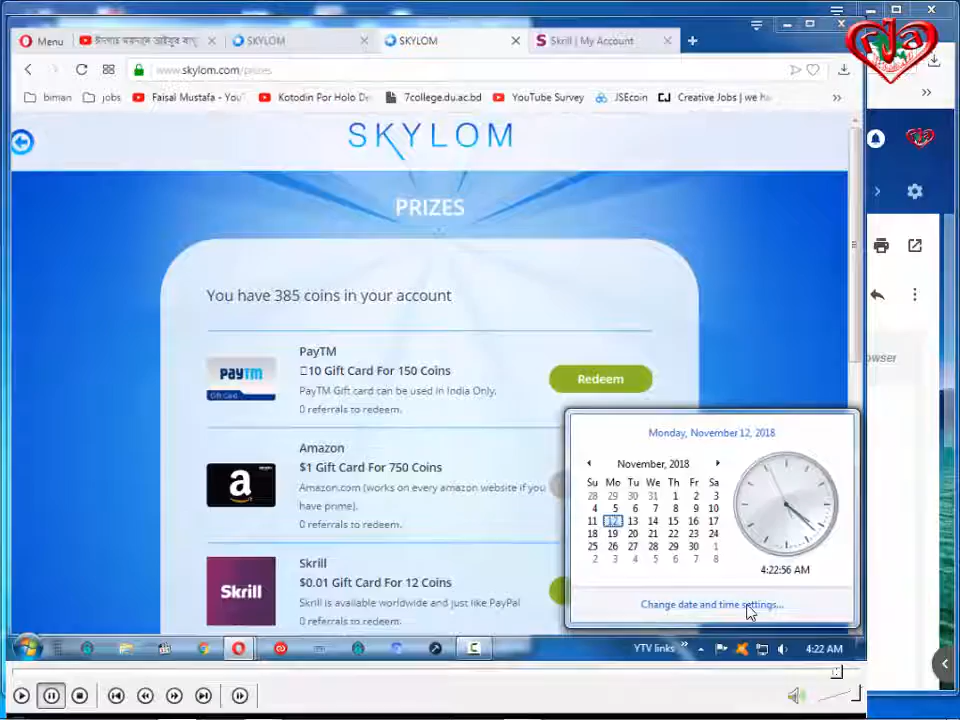 Menu
SKYLOM
SKYLOM
Skrill | My Account
www.skylom.com/prizes
biman
jobs
Faisal Mustafa - You
Kotodin Por Holo De
7college.du.ac.bd
YouTube Survey
JSEcoin
Creative Jobs | we ha
SKYLOM
PRIZES
You have 385 coins in your account
PayTM
10 Gift Card For 150 Coins
PayTM Gift card can be used in India Only.
0 referrals to redeem.
PAYTM
Gift Card
Redeem
Amazon
$1 Gift Card For 750 Coins
Amazon.com (works on every amazon website if you
have prime).
0 referrals to redeem.
a
Skrill
$0.01 Gift Card For 12 Coins
Skrill is available worldwide and just like PayPal
0 referrals to redeem.
Skrill
owser
Monday, November 12, 2018
November, 2018
Su Mo Tu We Th Fr Sa
28 29 30 31 1 2 3
4 5 6 7 8 9 10
11 12 13 14 15 16 17
18 19 20 21 22 23 24
25 26 27 28 29 30 1
2 3 4 5 6 7 8
4:22:56 AM
Change date and time settings...
YTV links
4:22 AM